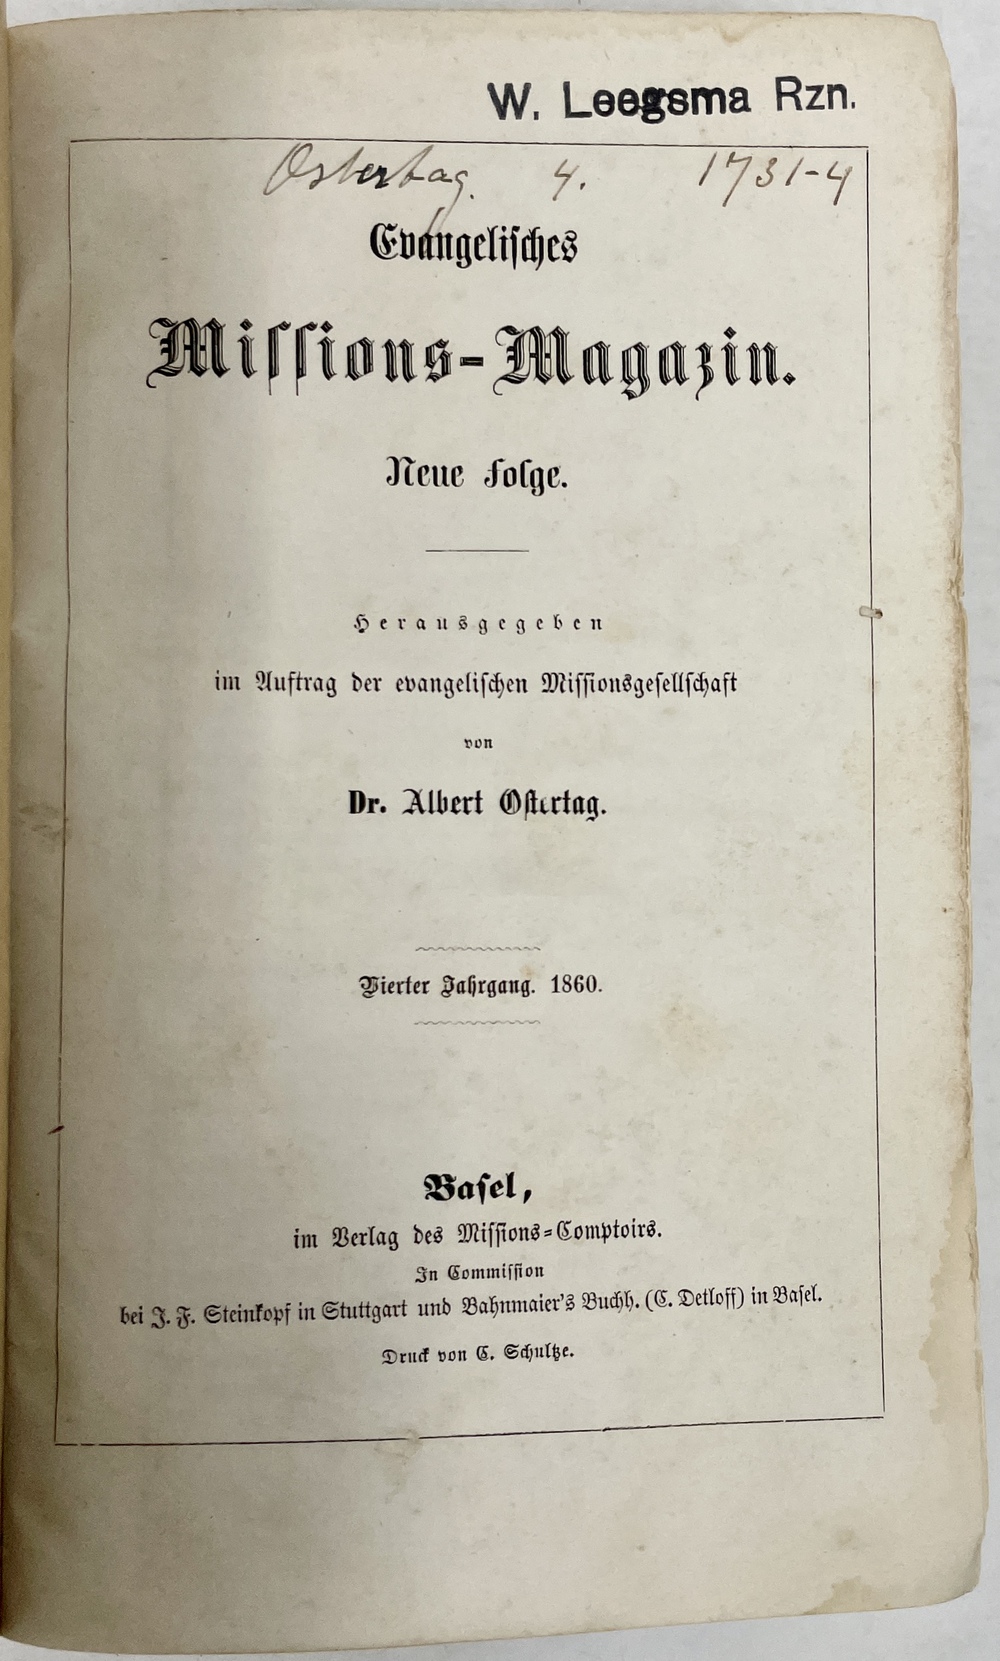 W. Leegsma Rzn.
Ostertag. 4. 1731-4
Evangelisches
Missions-Magazin.
Neue Folge.
Herausgegeben
im Auftrag der evangelischen Missionsgesellschaft
von
Dr. Albert Ostertag.
Vierter Jahrgang. 1860.
Basel,
im Verlag des Missions-Comptoirs.
In Commission
bei J. F. Steinkopf in Stuttgart und Bahnmaier's Buchh. (C. Detloff) in Basel.
Druck von C. Schultze.